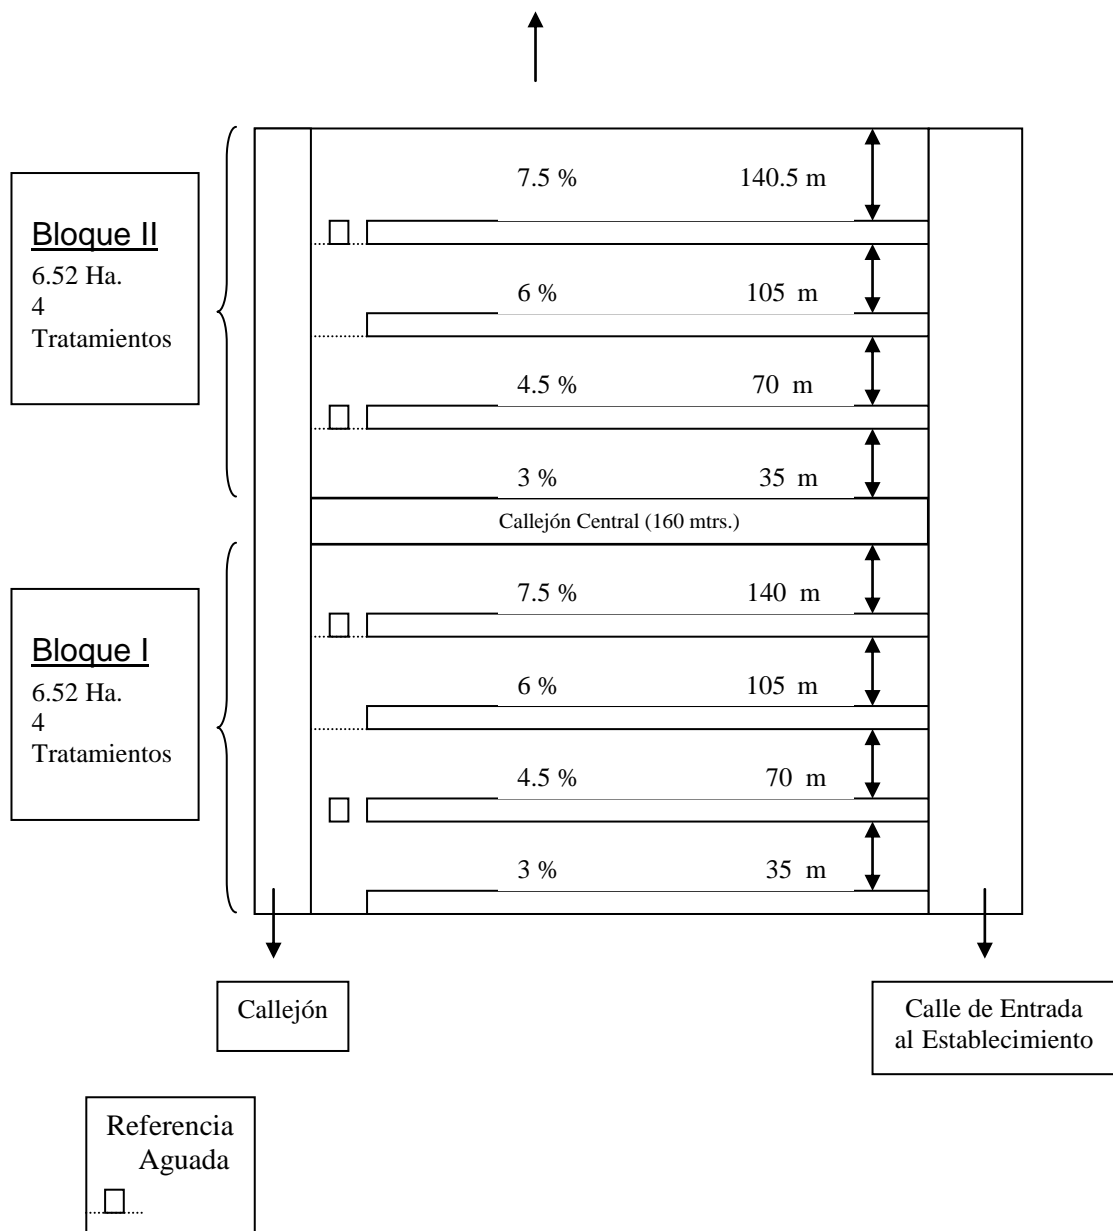 7.5 % 140.5 m
Bloque II
6.52 Ha.
4
Tratamientos
6 % 105 m
4.5 % 70 m
3 % 35 m
Callejón Central (160 mtrs.)
7.5 % 140 m
Bloque I
6.52 Ha.
4
Tratamientos
6 % 105 m
4.5 % 70 m
3 % 35 m
Callejón
Calle de Entrada
al Establecimiento
Referencia
Aguada